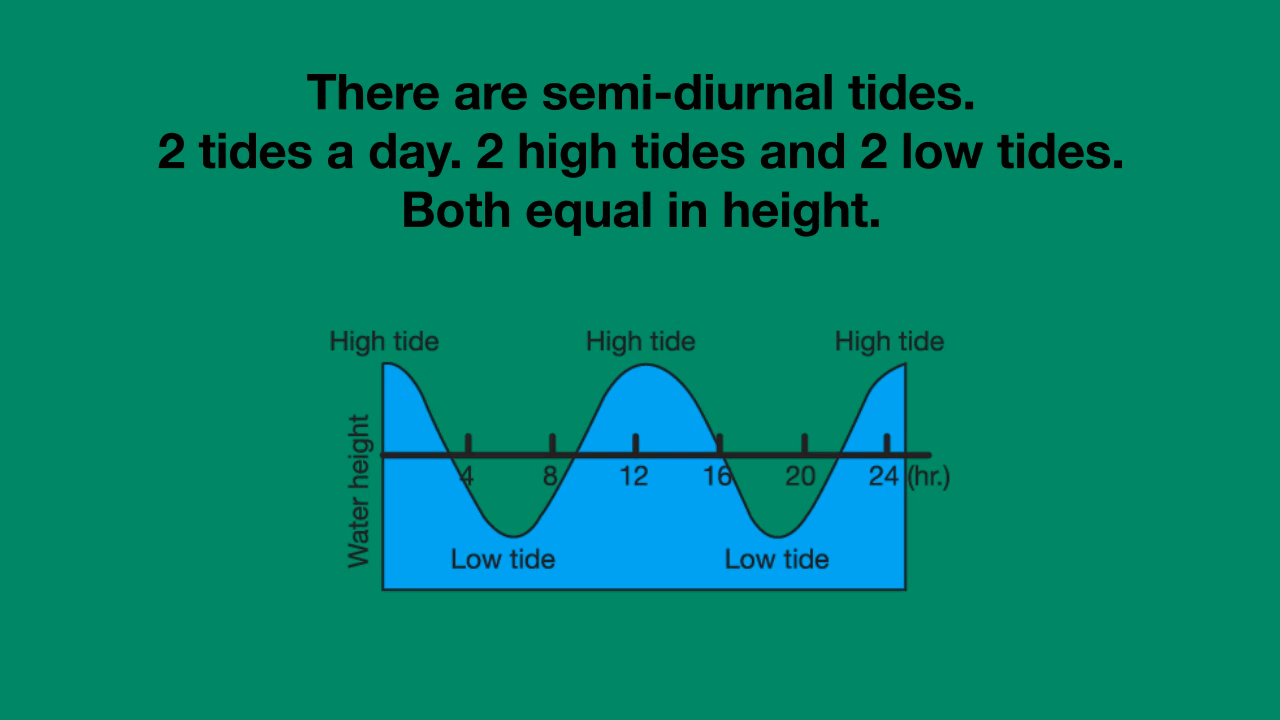 There are semi-diurnal tides.
2 tides a day. 2 high tides and 2 low tides.
Both equal in height.
High tide
High tide
High tide
Water height
4
8
12
16
20
24 (hr.)
Low tide
Low tide